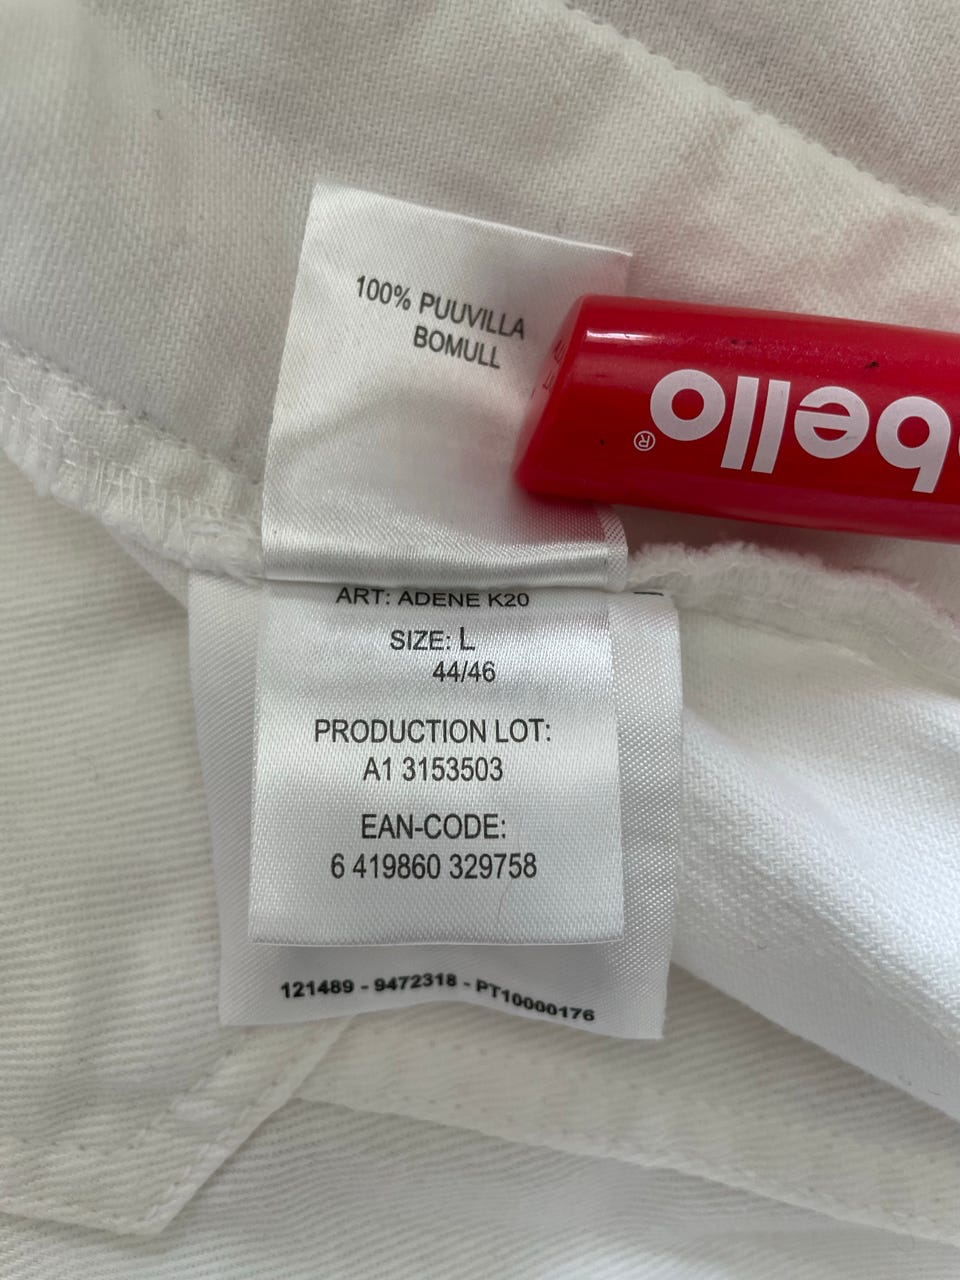 100% PUUVILLA
BOMULL
bello®
ART: ADENE K20
SIZE: L
44/46
PRODUCTION LOT:
A1 3153503
EAN-CODE:
6 419860 329758
121489 - 9472318 - PT10000176